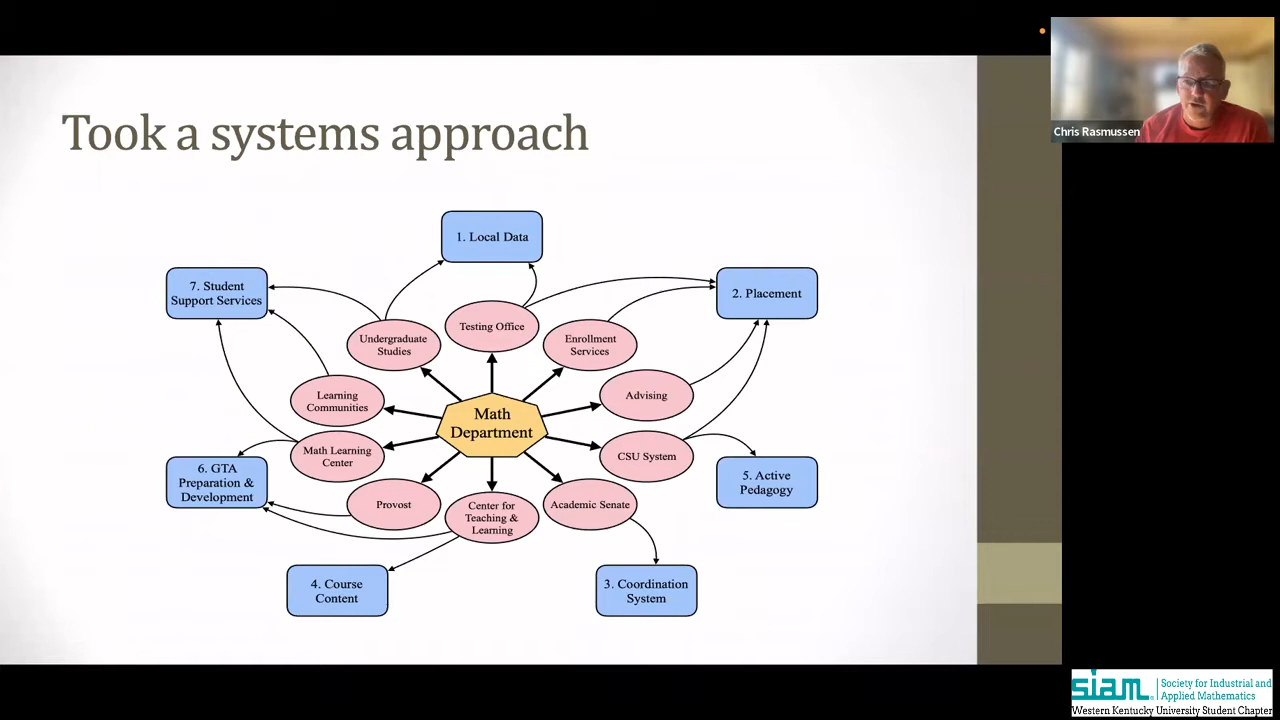 Took a systems approach
1. Local Data
7. Student
Support Services
2. Placement
Testing Office
Undergraduate
Studies
Enrollment
Services
Learning
Communities
Advising
Math
Department
Math Learning
Center
CSU System
6. GTA
Preparation &
Development
5. Active
Pedagogy
Provost
Center for
Teaching &
Learning
Academic Senate
4. Course
Content
3. Coordination
System
Chris Rasmussen
siam
Society for Industrial and
Applied Mathematics
Western Kentucky University Student Chapter